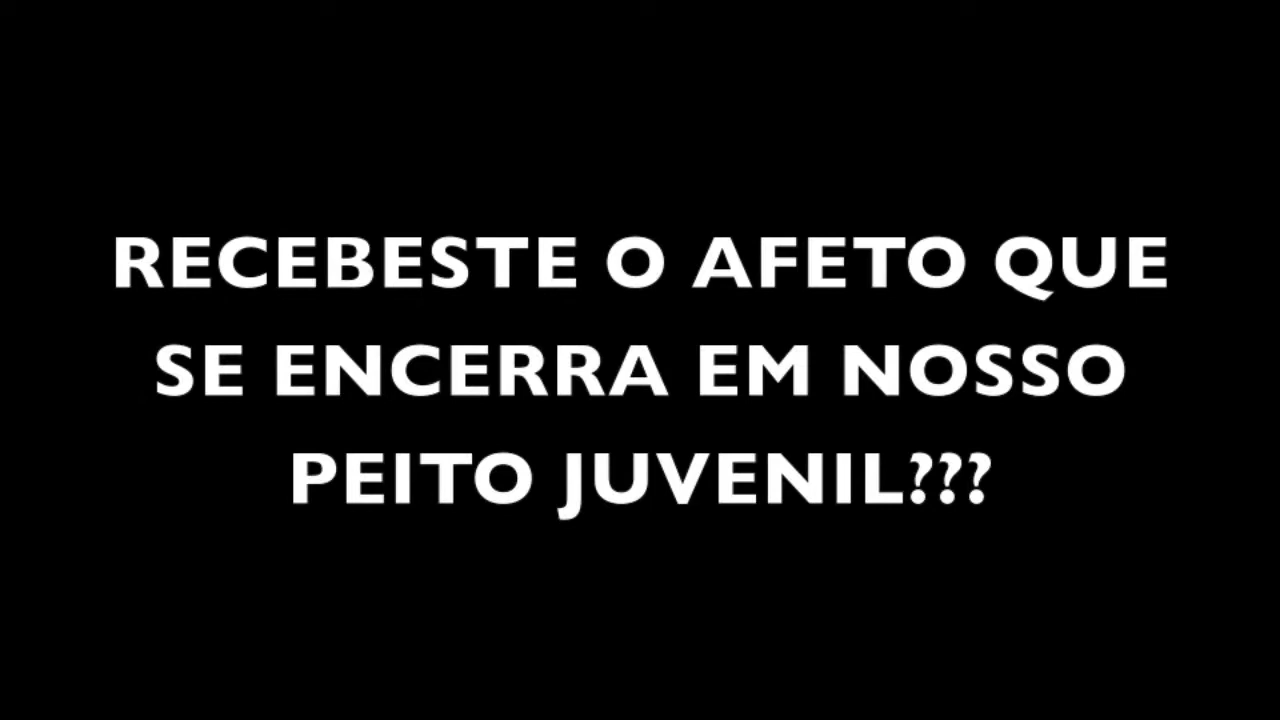 RECEBESTE O AFETO QUE
SE ENCERRA EM NOSSO
PEITO JUVENIL???